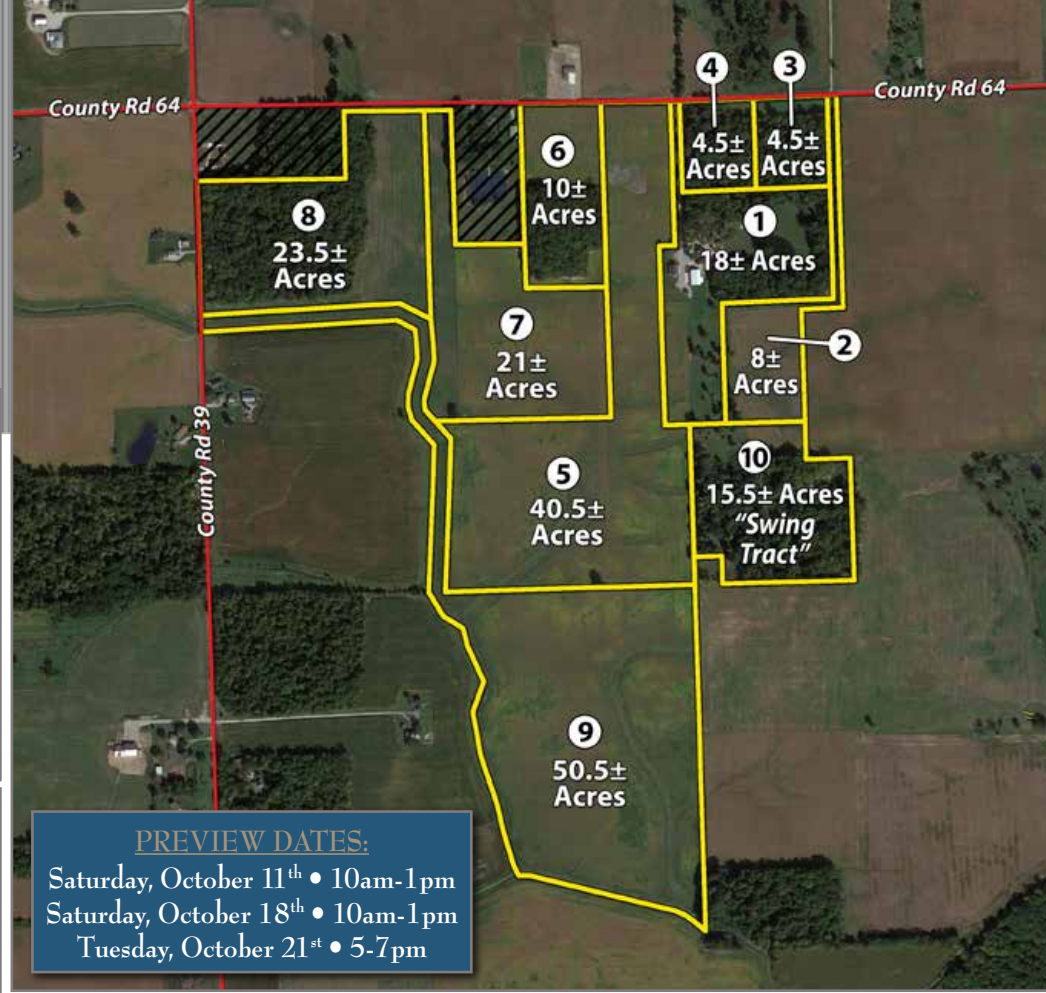 County Rd 64
County Rd 64
4
3
4.5±
Acres
4.5±
Acres
6
10±
Acres
8
23.5±
Acres
1
18± Acres
7
21±
Acres
2
8±
Acres
County Rd 39
5
40.5±
Acres
10
15.5± Acres
"Swing
Tract"
9
50.5±
Acres
PREVIEW DATES:
Saturday, October 11th • 10am-1pm
Saturday, October 18th • 10am-1pm
Tuesday, October 21st • 5-7pm